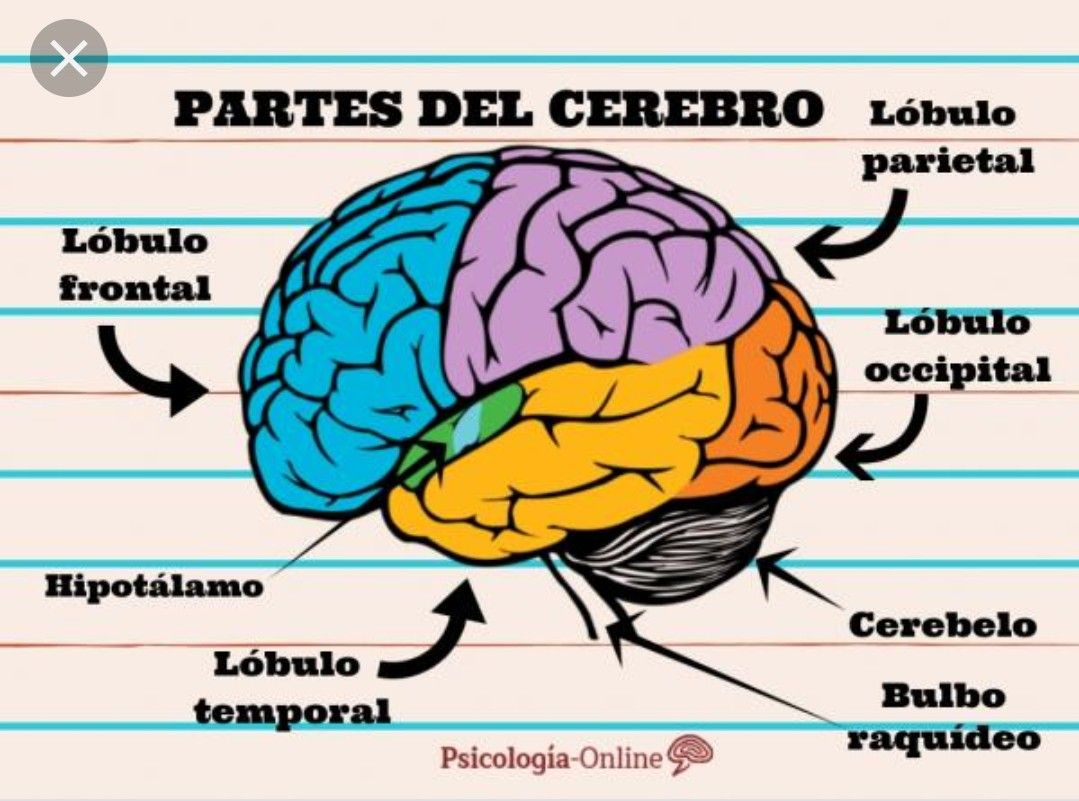 PARTES DEL CEREBRO
Lóbulo
parietal
Lóbulo
frontal
Lóbulo
occipital
Hipotálamo
Cerebelo
Lóbulo
temporal
Bulbo
raquídeo
Psicología-Online